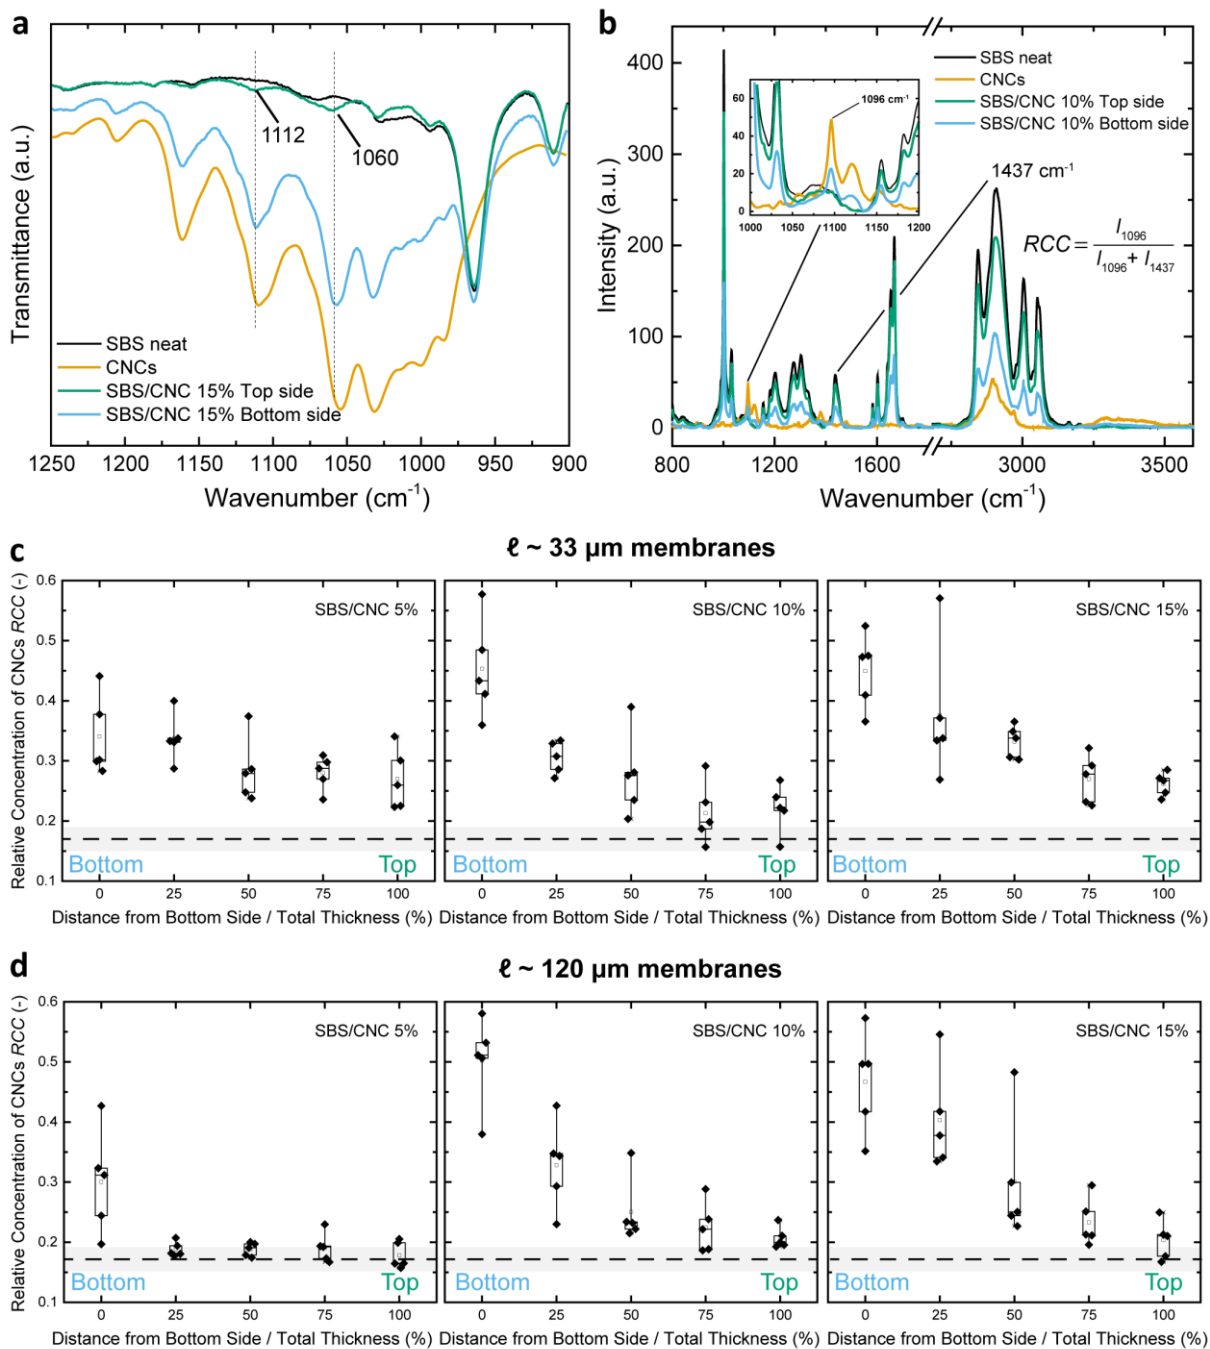 a
Transmittance (a.u.)
1112
1060
SBS neat
CNCs
SBS/CNC 15% Top side
SBS/CNC 15% Bottom side
1250 1200 1150 1100 1050 1000 950 900
Wavenumber (cm⁻¹)
b
Intensity (a.u.)
400
300
200
100
0
SBS neat
CNCs
SBS/CNC 10% Top side
SBS/CNC 10% Bottom side
60
40
20
0
1000 1050 1100 1150 1200
1096 cm⁻¹
1437 cm⁻¹
RCC = I₁₀₉₆ / (I₁₀₉₆ + I₁₄₃₇)
800 1200 1600 3000 3500
Wavenumber (cm⁻¹)
c
ℓ ~ 33 µm membranes
Relative Concentration of CNCs RCC (-)
0.6
0.5
0.4
0.3
0.2
0.1
SBS/CNC 5%
SBS/CNC 10%
SBS/CNC 15%
Bottom
Top
Bottom
Top
Bottom
Top
0 25 50 75 100
0 25 50 75 100
0 25 50 75 100
Distance from Bottom Side / Total Thickness (%)
Distance from Bottom Side / Total Thickness (%)
Distance from Bottom Side / Total Thickness (%)
d
ℓ ~ 120 µm membranes
Relative Concentration of CNCs RCC (-)
0.6
0.5
0.4
0.3
0.2
0.1
SBS/CNC 5%
SBS/CNC 10%
SBS/CNC 15%
Bottom
Top
Bottom
Top
Bottom
Top
0 25 50 75 100
0 25 50 75 100
0 25 50 75 100
Distance from Bottom Side / Total Thickness (%)
Distance from Bottom Side / Total Thickness (%)
Distance from Bottom Side / Total Thickness (%)